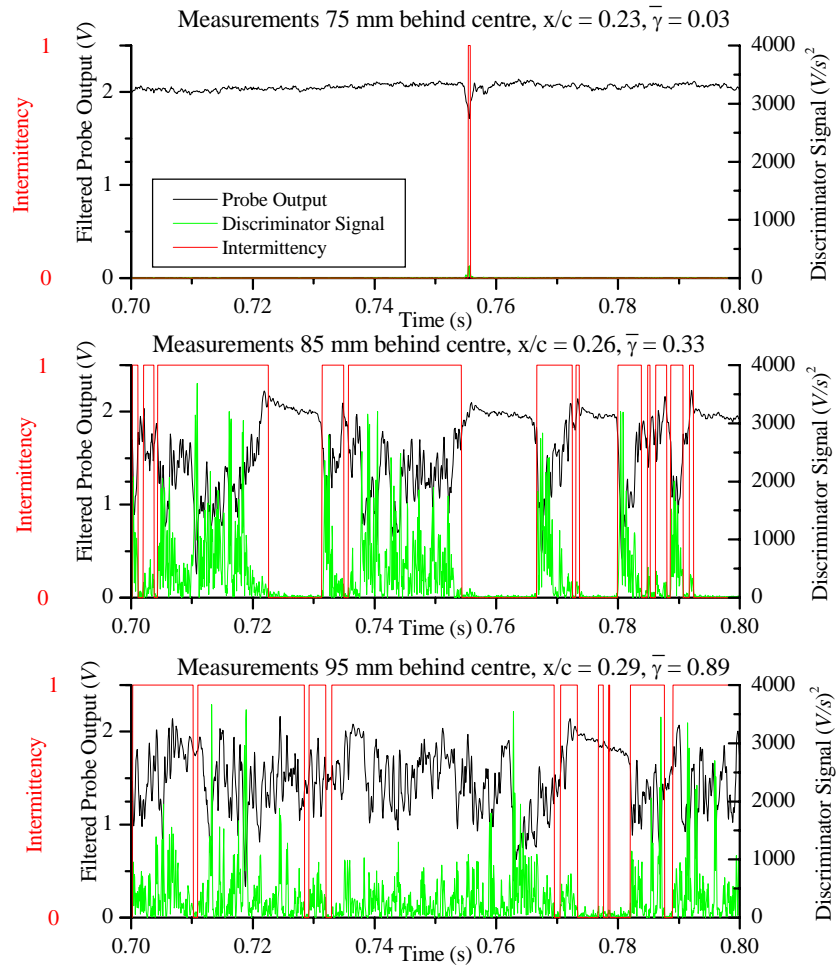 Measurements 75 mm behind centre, x/c = 0.23, γ̅ = 0.03
Intermittency
1
0
Filtered Probe Output (V)
2
1
0
Probe Output
Discriminator Signal
Intermittency
4000
3000
2000
1000
0
Discriminator Signal (V/s)²
0.70 0.72 0.74 0.76 0.78 0.80
Time (s)
Measurements 85 mm behind centre, x/c = 0.26, γ̅ = 0.33
Intermittency
1
0
Filtered Probe Output (V)
2
1
0
4000
3000
2000
1000
0
Discriminator Signal (V/s)²
0.70 0.72 0.74 0.76 0.78 0.80
Time (s)
Measurements 95 mm behind centre, x/c = 0.29, γ̅ = 0.89
Intermittency
1
0
Filtered Probe Output (V)
2
1
0
4000
3000
2000
1000
0
Discriminator Signal (V/s)²
0.70 0.72 0.74 0.76 0.78 0.80
Time (s)